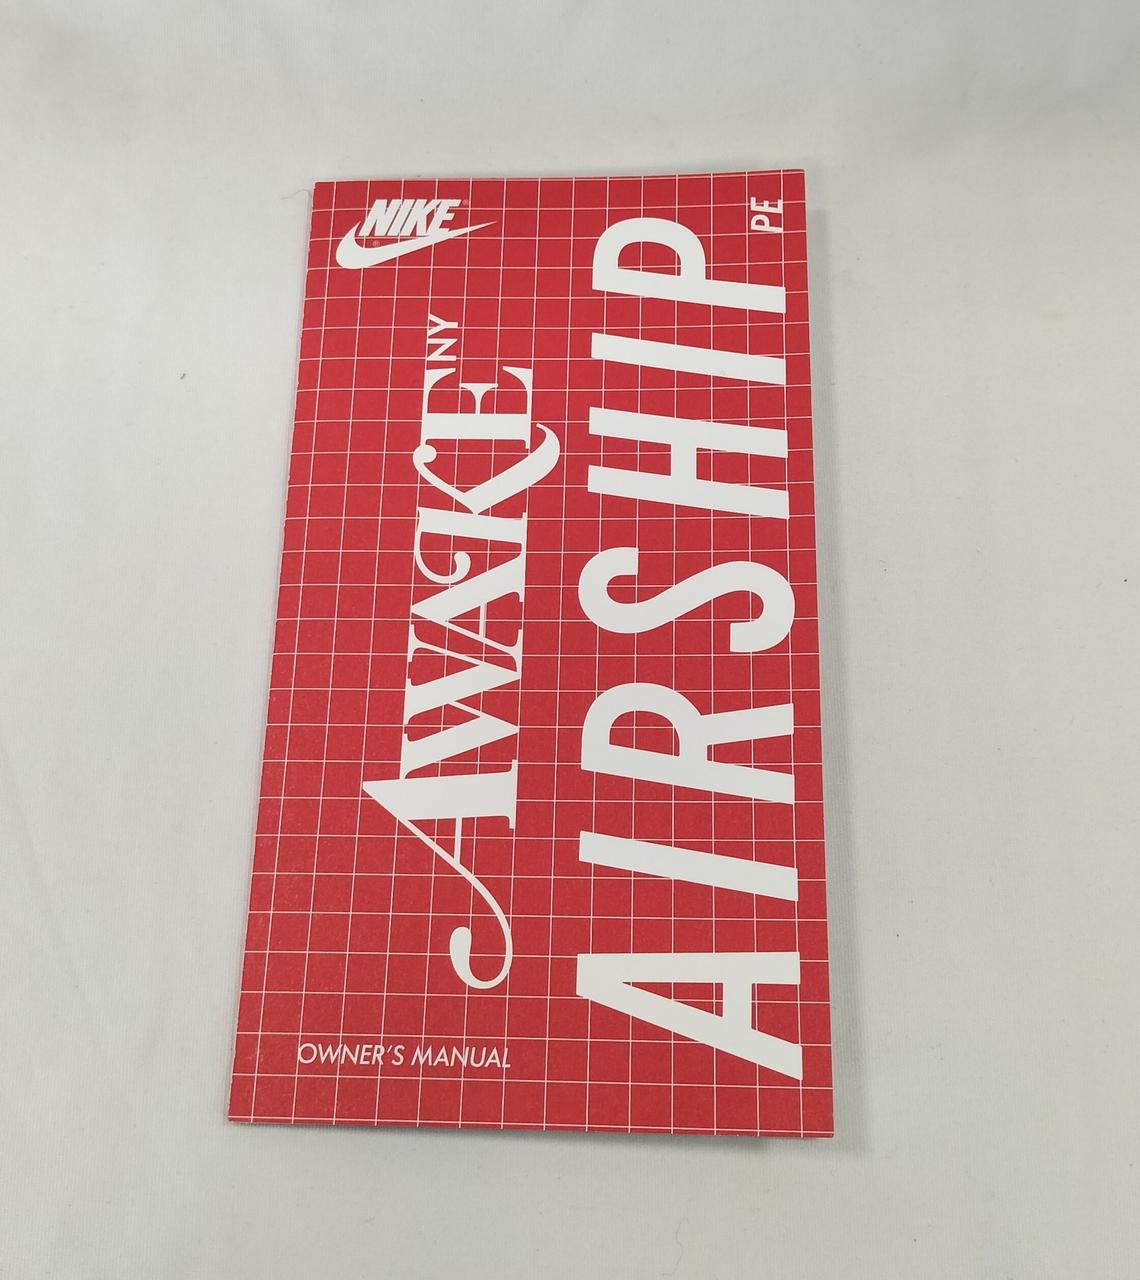 NIKE
AWAKE NY
AIRSHIP
PE
OWNER'S MANUAL